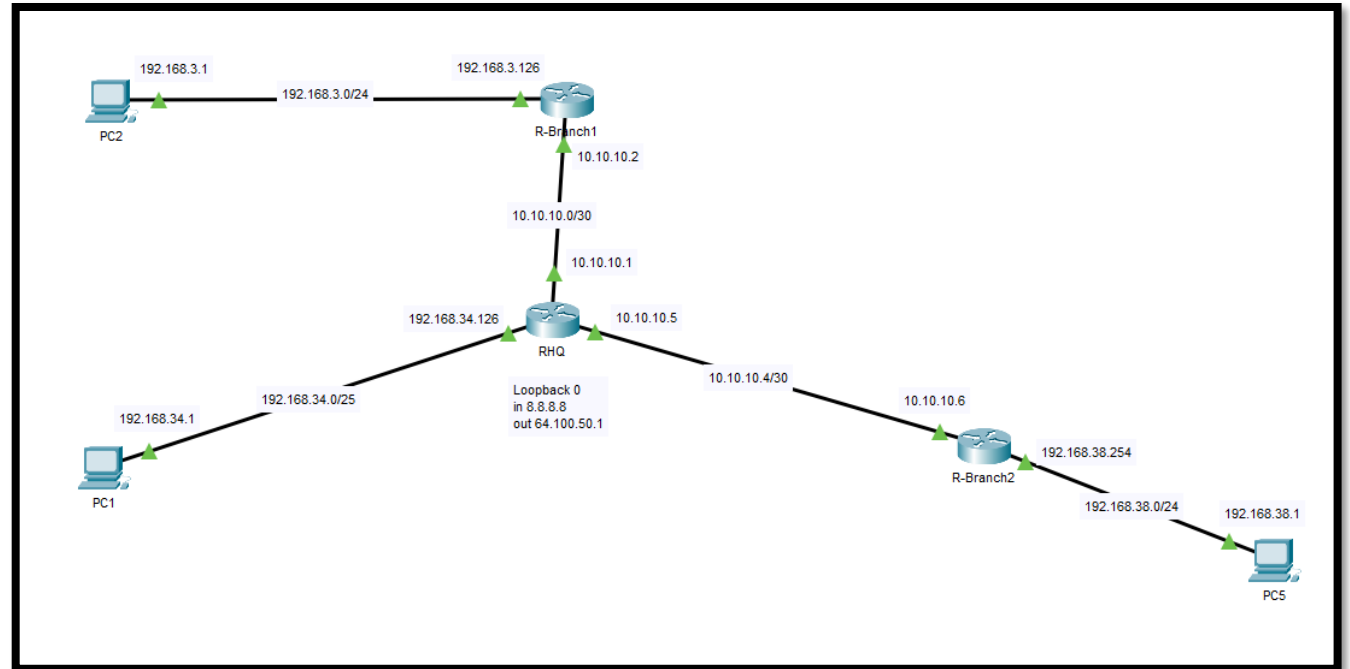 192.168.3.1
192.168.3.126
192.168.3.0/24
PC2
R-Branch1
10.10.10.2
10.10.10.0/30
10.10.10.1
192.168.34.126
10.10.10.5
RHQ
10.10.10.4/30
Loopback 0
in 8.8.8.8
out 64.100.50.1
192.168.34.0/25
192.168.34.1
PC1
10.10.10.6
192.168.38.254
R-Branch2
192.168.38.0/24
192.168.38.1
PC5